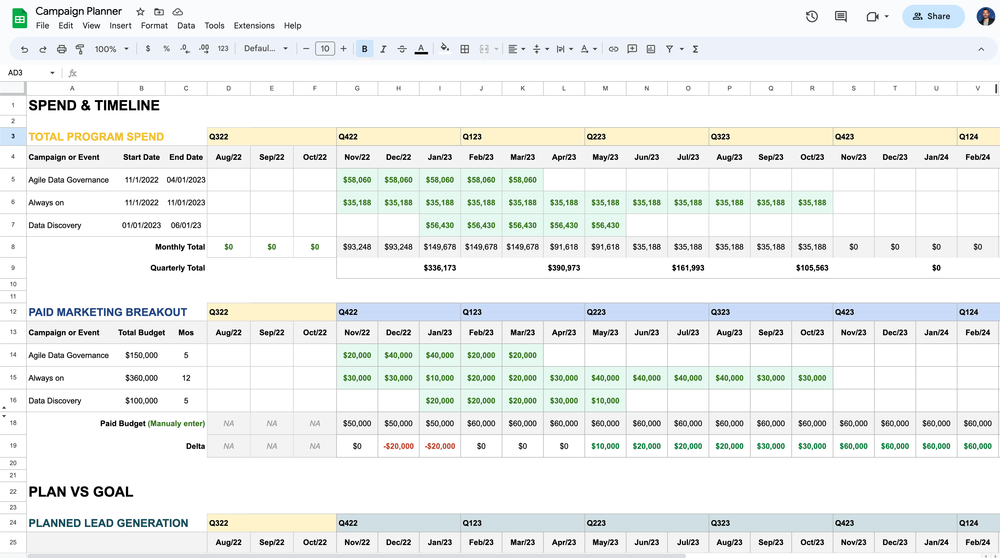 Campaign Planner
File Edit View Insert Format Data Tools Extensions Help
Share
100% $ % .0 .00 123 Defaul... 10 B I A
AD3 fx
A B C D E F G H I J K L M N O P Q R S T U V
1 SPEND & TIMELINE
2
3 TOTAL PROGRAM SPEND Q322 Q422 Q123 Q223 Q323 Q423 Q124
4 Campaign or Event Start Date End Date Aug/22 Sep/22 Oct/22 Nov/22 Dec/22 Jan/23 Feb/23 Mar/23 Apr/23 May/23 Jun/23 Jul/23 Aug/23 Sep/23 Oct/23 Nov/23 Dec/23 Jan/24 Feb/24
5 Agile Data Governance 11/1/2022 04/01/2023 $58,060 $58,060 $58,060 $58,060 $58,060
6 Always on 11/1/2022 11/01/2023 $35,188 $35,188 $35,188 $35,188 $35,188 $35,188 $35,188 $35,188 $35,188 $35,188 $35,188 $35,188
7 Data Discovery 01/01/2023 06/01/23 $56,430 $56,430 $56,430 $56,430 $56,430
8 Monthly Total $0 $0 $0 $93,248 $93,248 $149,678 $149,678 $149,678 $91,618 $91,618 $35,188 $35,188 $35,188 $35,188 $35,188 $0 $0 $0 $0
9 Quarterly Total $336,173 $390,973 $161,993 $105,563 $0
10
11
12 PAID MARKETING BREAKOUT Q322 Q422 Q123 Q223 Q323 Q423 Q124
13 Campaign or Event Total Budget Mos Aug/22 Sep/22 Oct/22 Nov/22 Dec/22 Jan/23 Feb/23 Mar/23 Apr/23 May/23 Jun/23 Jul/23 Aug/23 Sep/23 Oct/23 Nov/23 Dec/23 Jan/24 Feb/24
14 Agile Data Governance $150,000 5 $20,000 $40,000 $40,000 $20,000 $20,000
15 Always on $360,000 12 $30,000 $30,000 $10,000 $20,000 $20,000 $30,000 $40,000 $40,000 $40,000 $40,000 $30,000 $30,000
16 Data Discovery $100,000 5 $20,000 $20,000 $20,000 $30,000 $10,000
18 Paid Budget (Manualy enter) NA NA NA $50,000 $50,000 $50,000 $60,000 $60,000 $60,000 $60,000 $60,000 $60,000 $60,000 $60,000 $60,000 $60,000 $60,000 $60,000 $60,000
19 Delta NA NA NA $0 -$20,000 -$20,000 $0 $0 $0 $10,000 $20,000 $20,000 $20,000 $30,000 $30,000 $60,000 $60,000 $60,000 $60,000
20
21
22 PLAN VS GOAL
23
24 PLANNED LEAD GENERATION Q322 Q422 Q123 Q223 Q323 Q423 Q124
25 Aug/22 Sep/22 Oct/22 Nov/22 Dec/22 Jan/23 Feb/23 Mar/23 Apr/23 May/23 Jun/23 Jul/23 Aug/23 Sep/23 Oct/23 Nov/23 Dec/23 Jan/24 Feb/24